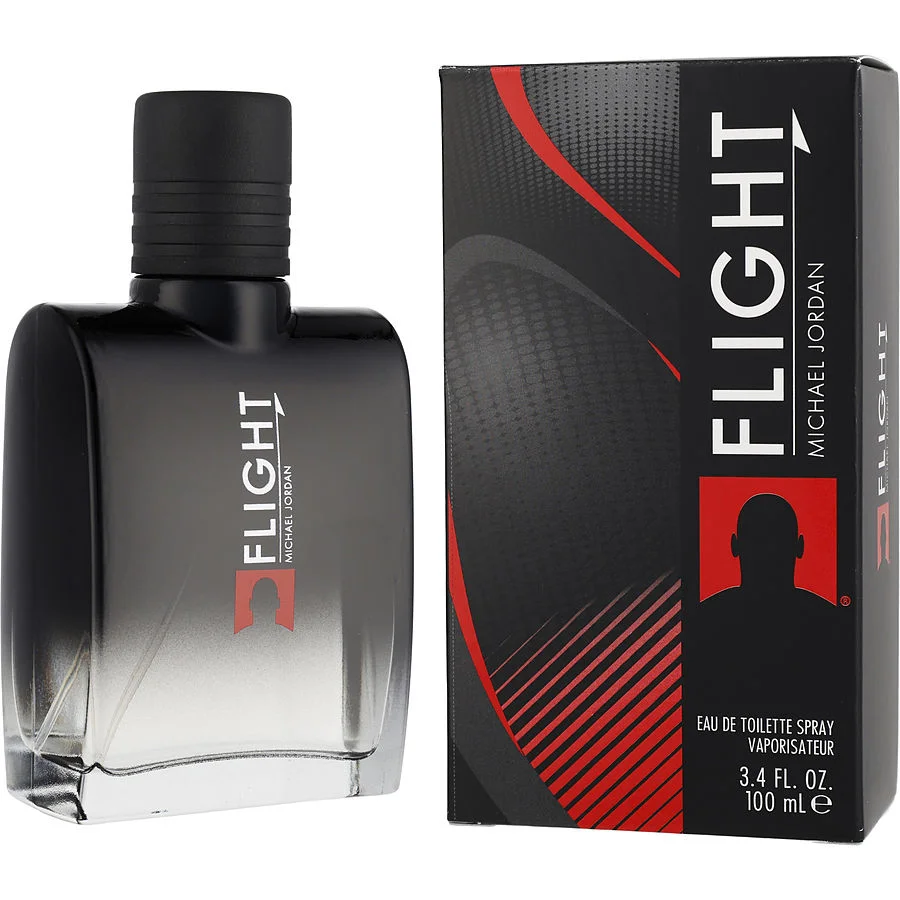 FLIGHT
MICHAEL JORDAN
FLIGHT
MICHAEL JORDAN
®
EAU DE TOILETTE SPRAY
VAPORISATEUR
3.4 FL. OZ.
100 mL ℮
FLIGHT
MICHAEL JORDAN